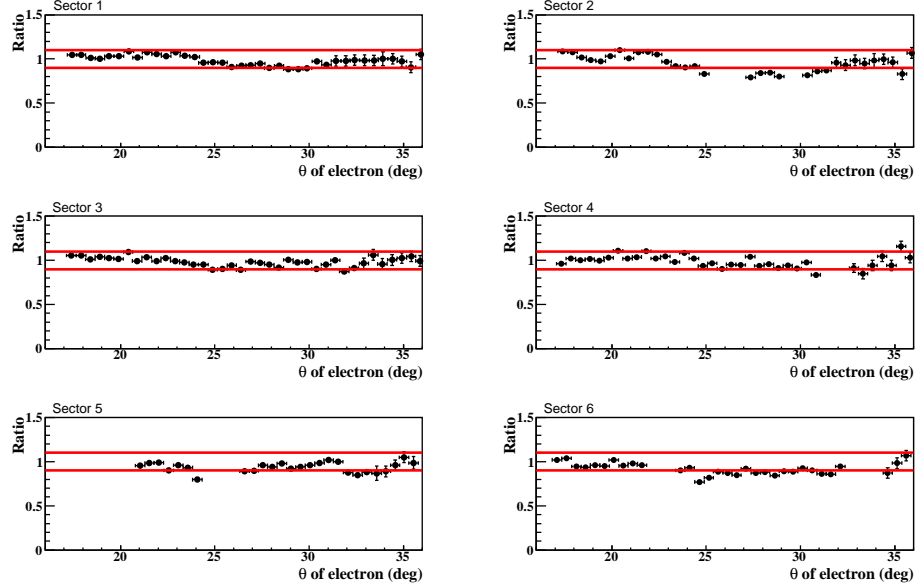 Sector 1
Ratio
1.5
1
0.5
0
20 25 30 35
θ of electron (deg)
Sector 2
Ratio
1.5
1
0.5
0
20 25 30 35
θ of electron (deg)
Sector 3
Ratio
1.5
1
0.5
0
20 25 30 35
θ of electron (deg)
Sector 4
Ratio
1.5
1
0.5
0
20 25 30 35
θ of electron (deg)
Sector 5
Ratio
1.5
1
0.5
0
20 25 30 35
θ of electron (deg)
Sector 6
Ratio
1.5
1
0.5
0
20 25 30 35
θ of electron (deg)